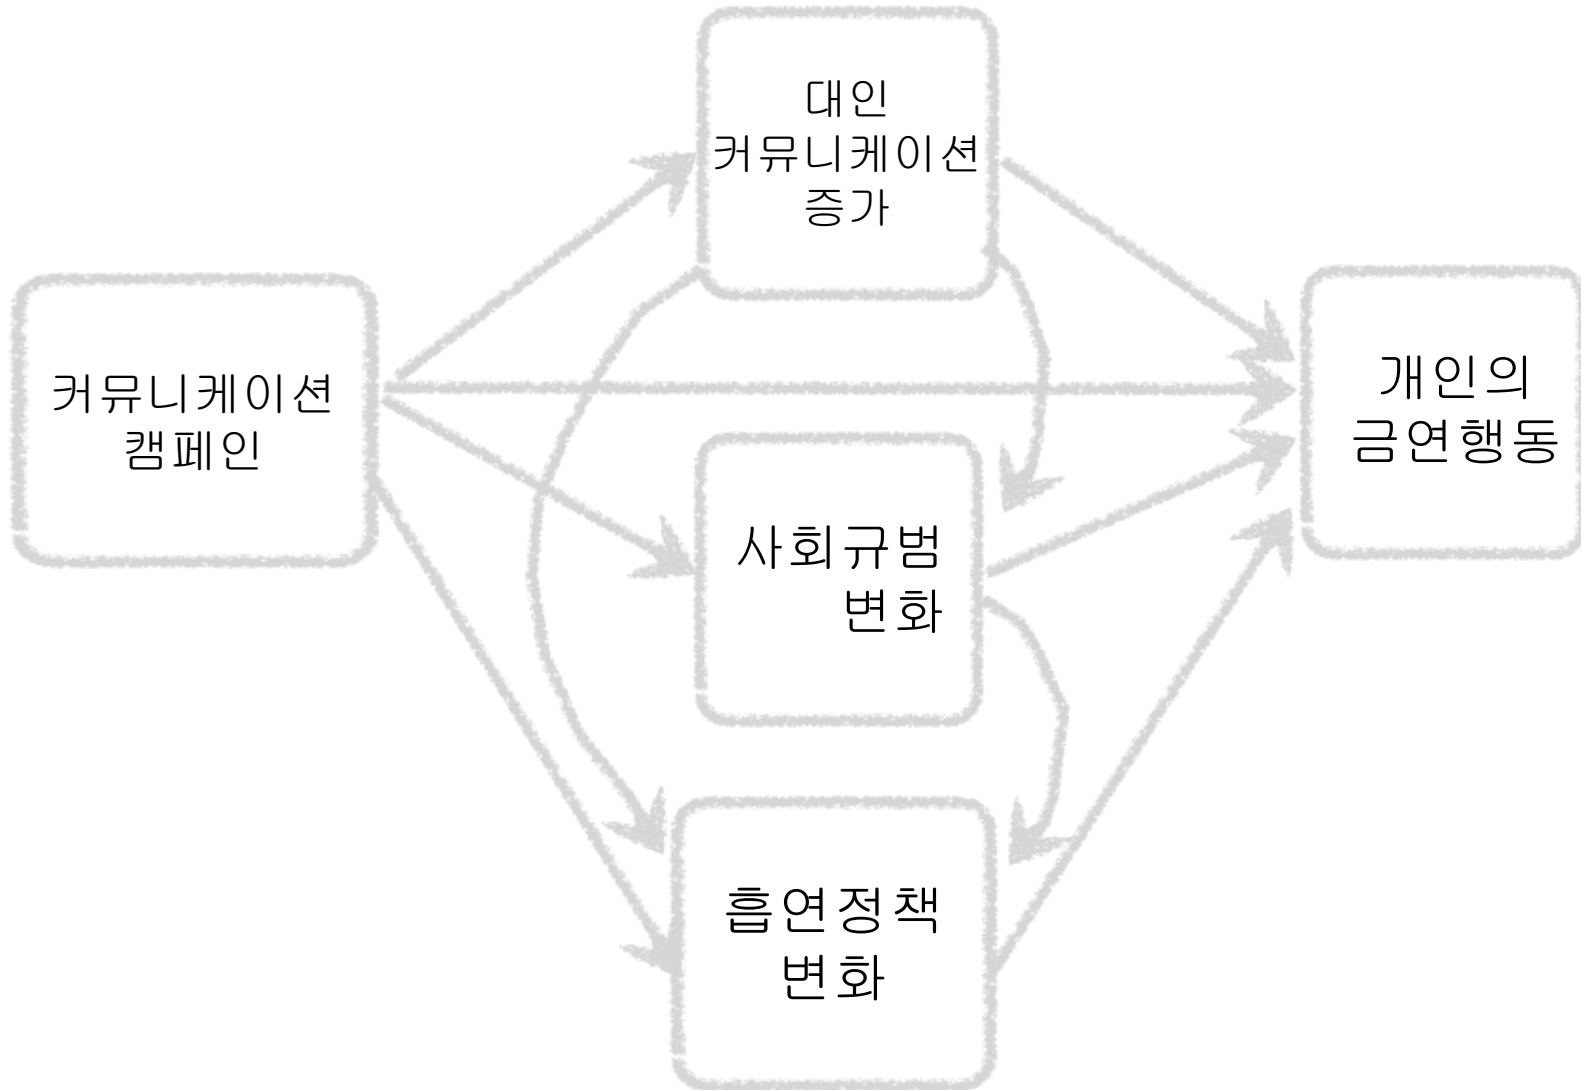 대인
커뮤니케이션
증가
커뮤니케이션
캠페인
개인의
금연행동
사회규범
변화
흡연정책
변화